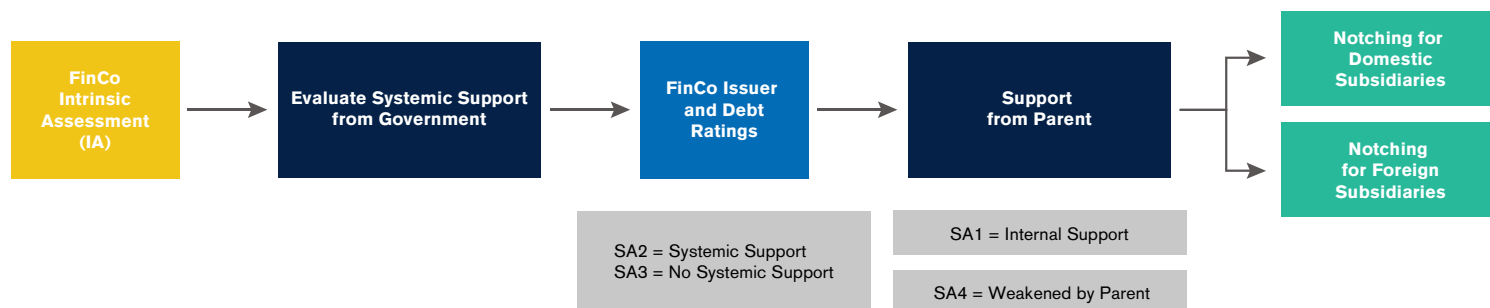 FinCo
Intrinsic
Assessment
(IA)
Evaluate Systemic Support
from Government
FinCo Issuer
and Debt
Ratings
Support
from Parent
Notching for
Domestic
Subsidiaries
Notching
for Foreign
Subsidiaries
SA2 = Systemic Support
SA3 = No Systemic Support
SA1 = Internal Support
SA4 = Weakened by Parent